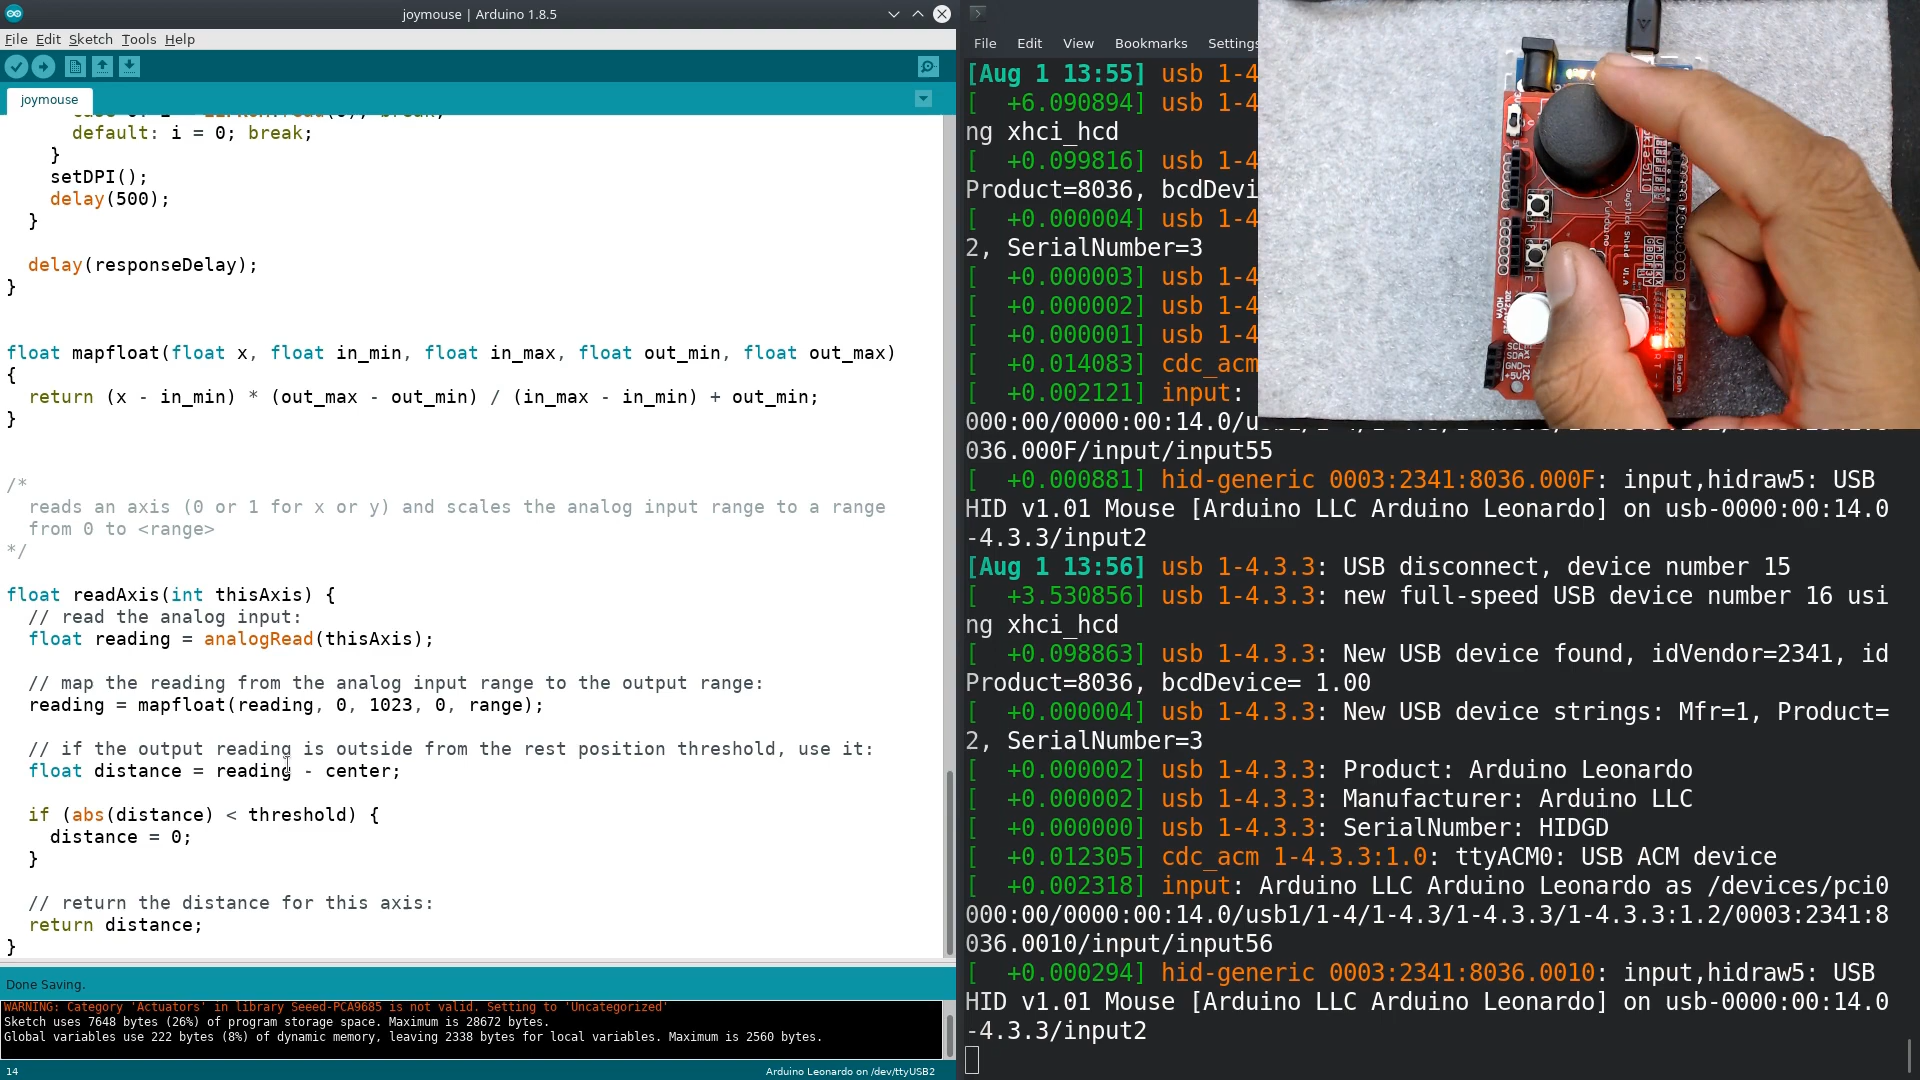 joymouse | Arduino 1.8.5
File Edit Sketch Tools Help
joymouse
default: i = 0; break;
}
setDPI();
delay(500);
}
delay(responseDelay);
}
float mapfloat(float x, float in_min, float in_max, float out_min, float out_max)
{
return (x - in_min) * (out_max - out_min) / (in_max - in_min) + out_min;
}
/*
reads an axis (0 or 1 for x or y) and scales the analog input range to a range
from 0 to <range>
*/
float readAxis(int thisAxis) {
// read the analog input:
float reading = analogRead(thisAxis);
// map the reading from the analog input range to the output range:
reading = mapfloat(reading, 0, 1023, 0, range);
// if the output reading is outside from the rest position threshold, use it:
float distance = reading - center;
if (abs(distance) < threshold) {
distance = 0;
}
// return the distance for this axis:
return distance;
}
Done Saving.
WARNING: Category 'Actuators' in library Seeed-PCA9685 is not valid. Setting to 'Uncategorized'
Sketch uses 7648 bytes (26%) of program storage space. Maximum is 28672 bytes.
Global variables use 222 bytes (8%) of dynamic memory, leaving 2338 bytes for local variables. Maximum is 2560 bytes.
14
Arduino Leonardo on /dev/ttyUSB2
File Edit View Bookmarks Settings
[Aug 1 13:55] usb 1-4
[ +6.090894] usb 1-4
ng xhci_hcd
[ +0.099816] usb 1-4
Product=8036, bcdDevi
[ +0.000004] usb 1-4
2, SerialNumber=3
[ +0.000003] usb 1-4
[ +0.000002] usb 1-4
[ +0.000001] usb 1-4
[ +0.014083] cdc_acm
[ +0.002121] input:
000:00/0000:00:14.0/u
036.000F/input/input55
[ +0.000881] hid-generic 0003:2341:8036.000F: input,hidraw5: USB
HID v1.01 Mouse [Arduino LLC Arduino Leonardo] on usb-0000:00:14.0
-4.3.3/input2
[Aug 1 13:56] usb 1-4.3.3: USB disconnect, device number 15
[ +3.530856] usb 1-4.3.3: new full-speed USB device number 16 usi
ng xhci_hcd
[ +0.098863] usb 1-4.3.3: New USB device found, idVendor=2341, id
Product=8036, bcdDevice= 1.00
[ +0.000004] usb 1-4.3.3: New USB device strings: Mfr=1, Product=
2, SerialNumber=3
[ +0.000002] usb 1-4.3.3: Product: Arduino Leonardo
[ +0.000002] usb 1-4.3.3: Manufacturer: Arduino LLC
[ +0.000000] usb 1-4.3.3: SerialNumber: HIDGD
[ +0.012305] cdc_acm 1-4.3.3:1.0: ttyACM0: USB ACM device
[ +0.002318] input: Arduino LLC Arduino Leonardo as /devices/pci0
000:00/0000:00:14.0/usb1/1-4/1-4.3/1-4.3.3/1-4.3.3:1.2/0003:2341:8
036.0010/input/input56
[ +0.000294] hid-generic 0003:2341:8036.0010: input,hidraw5: USB
HID v1.01 Mouse [Arduino LLC Arduino Leonardo] on usb-0000:00:14.0
-4.3.3/input2
Joystick Shield V1.A
Funduino
SCL
SDA
GND
+5V